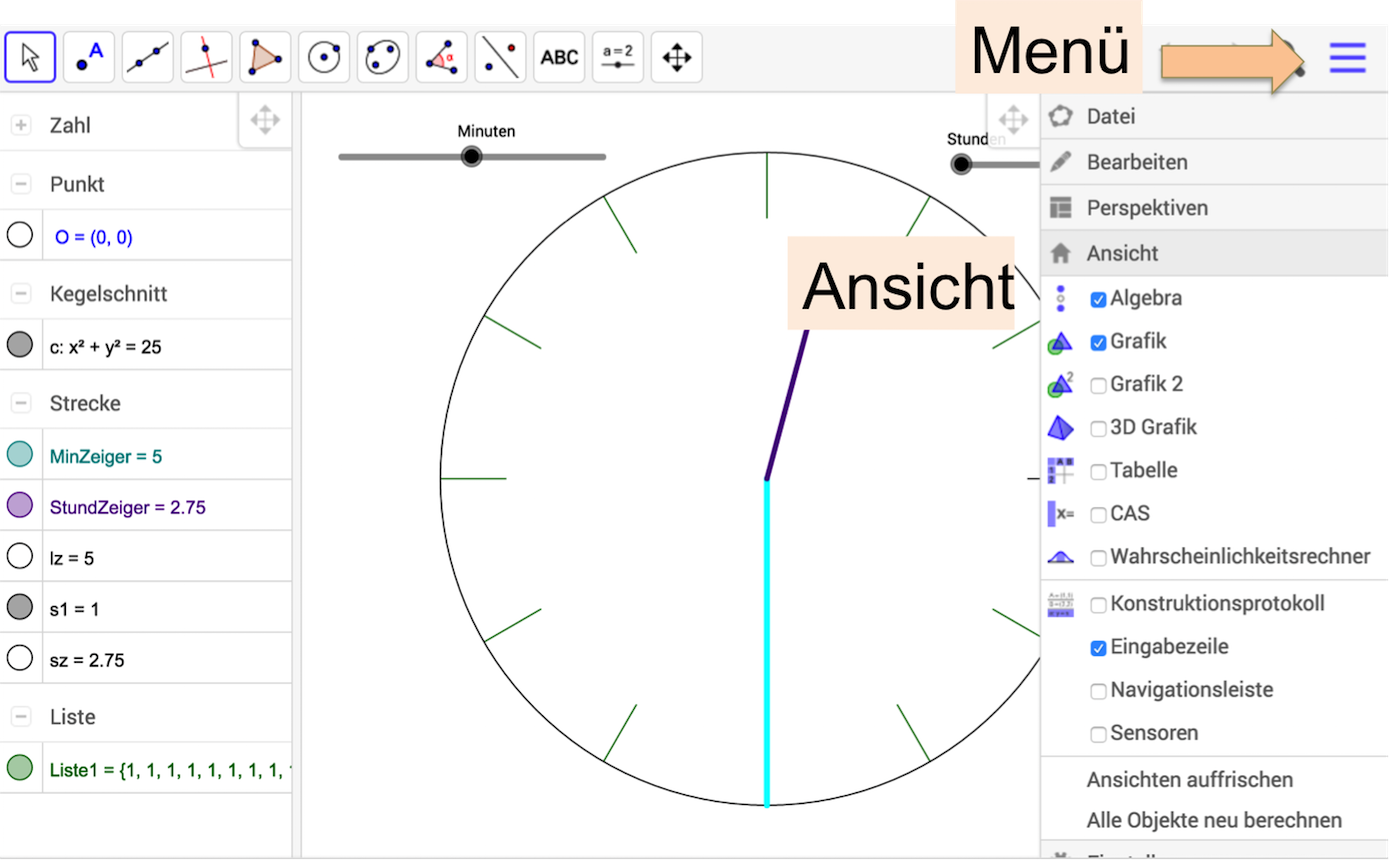 Menü
A
α
ABC
a=2
Zahl
Punkt
O = (0, 0)
Kegelschnitt
c: x² + y² = 25
Strecke
MinZeiger = 5
StundZeiger = 2.75
lz = 5
s1 = 1
sz = 2.75
Liste
Liste1 = {1, 1, 1, 1, 1, 1, 1, 1,
Minuten
Stunden
Ansicht
Datei
Bearbeiten
Perspektiven
Ansicht
Algebra
Grafik
2
Grafik 2
3D Grafik
A B
1
2
Tabelle
x=
CAS
Wahrscheinlichkeitsrechner
Konstruktionsprotokoll
Eingabezeile
Navigationsleiste
Sensoren
Ansichten auffrischen
Alle Objekte neu berechnen